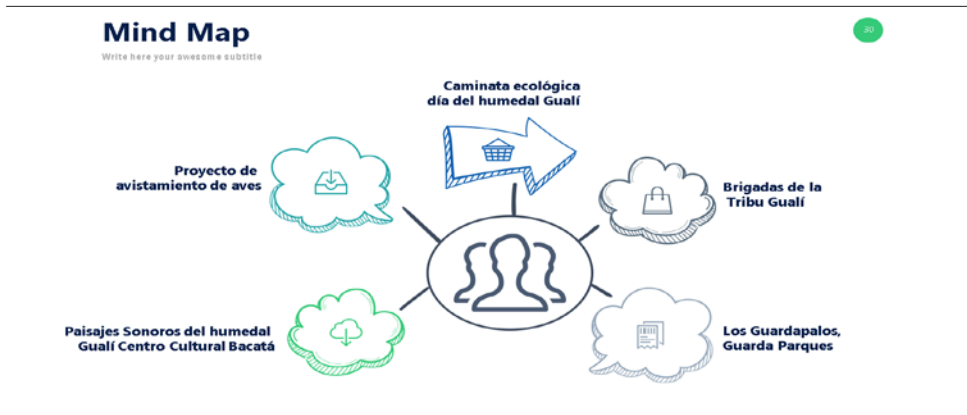 Mind Map
30
Write here your awesome subtitle
Caminata ecológica
día del humedal Gualí
Proyecto de
avistamiento de aves
Brigadas de la
Tribu Gualí
Paisajes Sonoros del humedal
Gualí Centro Cultural Bacatá
Los Guardapalos,
Guarda Parques